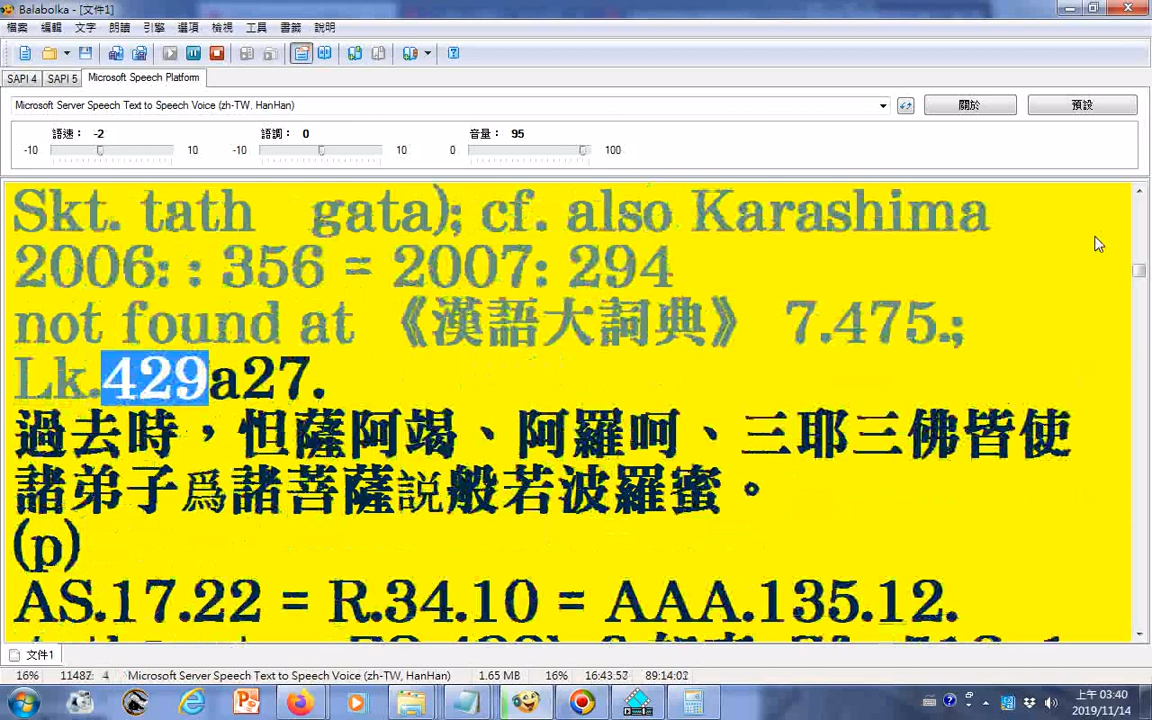 Balabolka - [文件1]
檔案 編輯 文字 朗讀 引擎 選項 檢視 工具 書籤 說明
SAPI 4 SAPI 5 Microsoft Speech Platform
Microsoft Server Speech Text to Speech Voice (zh-TW, HanHan) 關於 預設
語速： -2 語調： 0 音量： 95
-10 10 -10 10 0 100
Skt. tath gata); cf. also Karashima
2006: : 356 = 2007: 294
not found at 《漢語大詞典》 7.475.;
Lk.429a27.
過去時，怛薩阿竭、阿羅呵、三耶三佛皆使
諸弟子爲諸菩薩説般若波羅蜜。
(p)
AS.17.22 = R.34.10 = AAA.135.12.
文件1
16% Microsoft Server Speech Text to Speech Voice (zh-TW, HanHan) 1.65 MB 16% 16:43:53 89:14:02
上午 03:40
2019/11/14